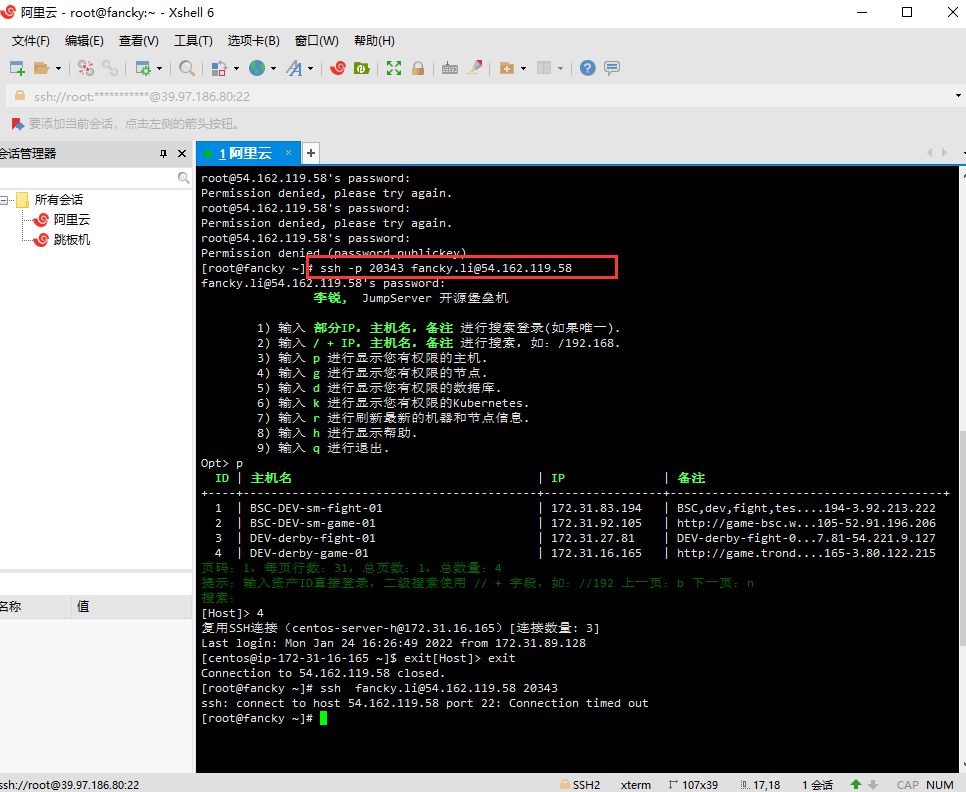 阿里云 - root@fancky:~ - Xshell 6
文件(F) 编辑(E) 查看(V) 工具(T) 选项卡(B) 窗口(W) 帮助(H)
ssh://root:***********@39.97.186.80:22
要添加当前会话，点击左侧的箭头按钮。
会话管理器
1 阿里云
所有会话
阿里云
跳板机
名称 值
root@54.162.119.58's password:
Permission denied, please try again.
root@54.162.119.58's password:
Permission denied, please try again.
root@54.162.119.58's password:
Permission denied (password,publickey)
[root@fancky ~]# ssh -p 20343 fancky.li@54.162.119.58
fancky.li@54.162.119.58's password:
李锐， JumpServer 开源堡垒机
1) 输入 部分IP，主机名，备注 进行搜索登录(如果唯一).
2) 输入 / + IP，主机名，备注 进行搜索，如：/192.168.
3) 输入 p 进行显示您有权限的主机.
4) 输入 g 进行显示您有权限的节点.
5) 输入 d 进行显示您有权限的数据库.
6) 输入 k 进行显示您有权限的Kubernetes.
7) 输入 r 进行刷新最新的机器和节点信息.
8) 输入 h 进行显示帮助.
9) 输入 q 进行退出.
Opt> p
ID | 主机名 | IP | 备注
1 | BSC-DEV-sm-fight-01 | 172.31.83.194 | BSC,dev,fight,tes....194-3.92.213.222
2 | BSC-DEV-sm-game-01 | 172.31.92.105 | http://game-bsc.w...105-52.91.196.206
3 | DEV-derby-fight-01 | 172.31.27.81 | DEV-derby-fight-0...7.81-54.221.9.127
4 | DEV-derby-game-01 | 172.31.16.165 | http://game.trond....165-3.80.122.215
页码：1，每页行数：31，总页数：1，总数量：4
提示：输入资产ID直接登录，二级搜索使用 // + 字段，如：//192 上一页：b 下一页：n
搜索：
[Host]> 4
复用SSH连接（centos-server-h@172.31.16.165）[连接数量: 3]
Last login: Mon Jan 24 16:26:49 2022 from 172.31.89.128
[centos@ip-172-31-16-165 ~]$ exit[Host]> exit
Connection to 54.162.119.58 closed.
[root@fancky ~]# ssh  fancky.li@54.162.119.58 20343
ssh: connect to host 54.162.119.58 port 22: Connection timed out
[root@fancky ~]#
ssh://root@39.97.186.80:22 SSH2 xterm 107x39 17,18 1 会话 CAP NUM